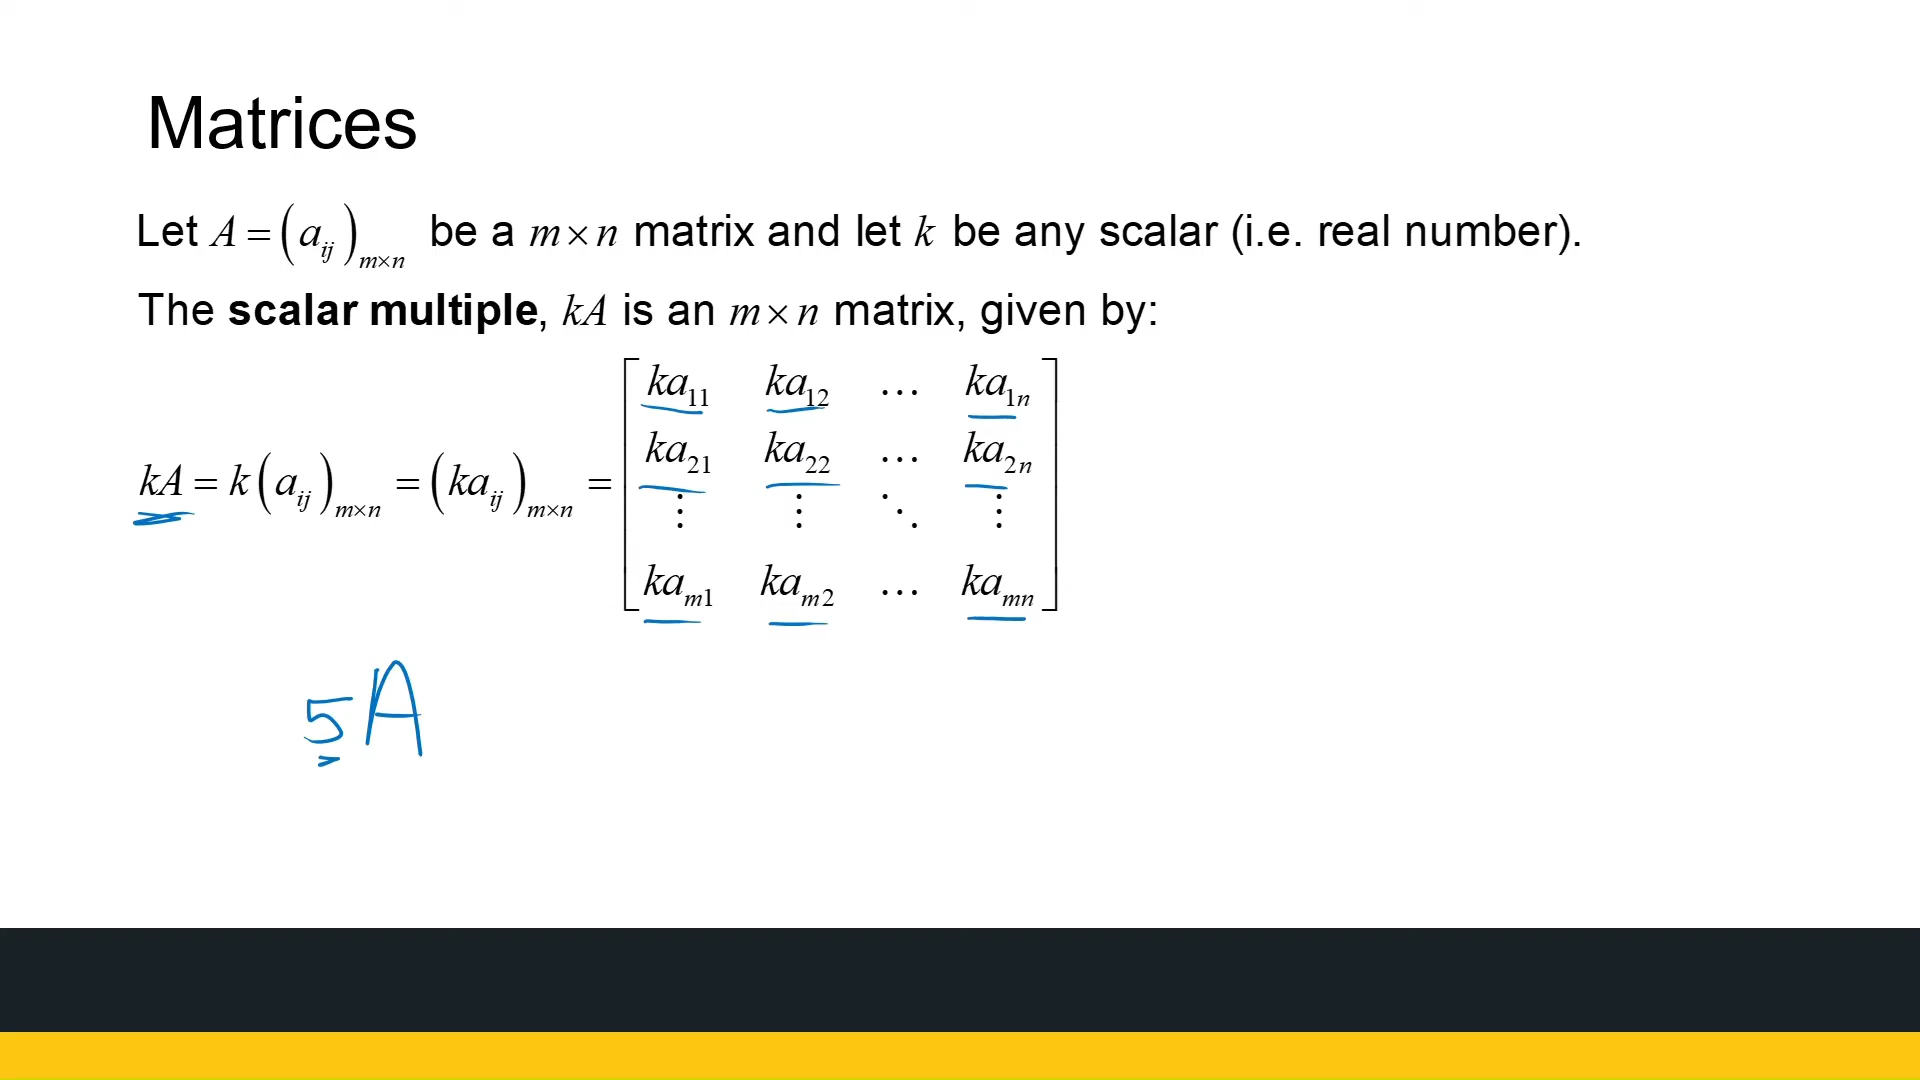 Matrices
Let A = (a_ij)_m×n be a m × n matrix and let k be any scalar (i.e. real number).
The scalar multiple, kA is an m × n matrix, given by:
kA = k(a_ij)_m×n = (ka_ij)_m×n =
[ka_11 ka_12 … ka_1n
ka_21 ka_22 … ka_2n
⋮ ⋮ ⋱ ⋮
ka_m1 ka_m2 … ka_mn]
5A